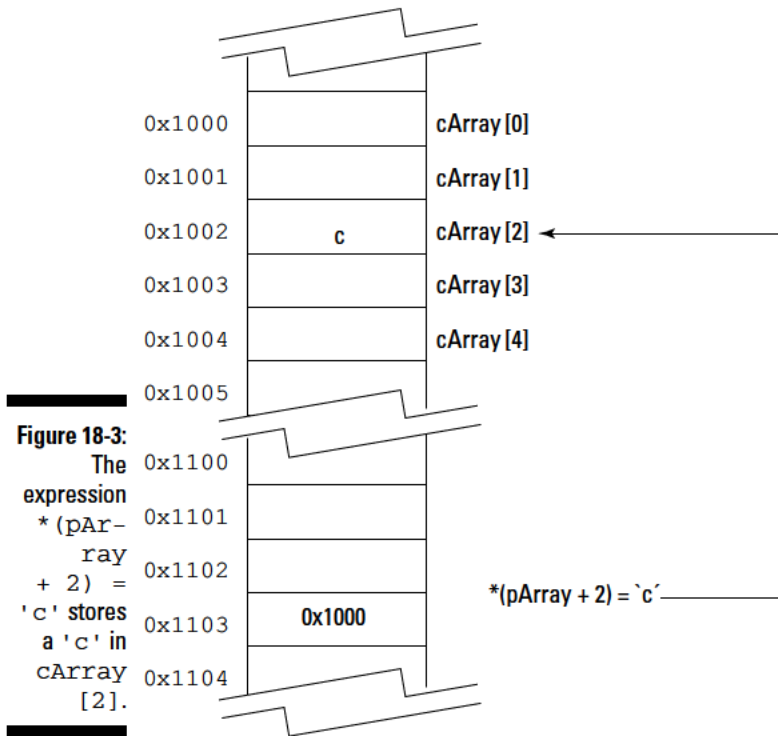 0x1000 cArray [0]
0x1001 cArray [1]
0x1002 c cArray [2]
0x1003 cArray [3]
0x1004 cArray [4]
0x1005
0x1100
0x1101
0x1102
0x1103 0x1000 *(pArray + 2) = `c´
0x1104
Figure 18-3:
The
expression
*(pAr-
ray
+ 2) =
'c' stores
a 'c' in
cArray
[2].